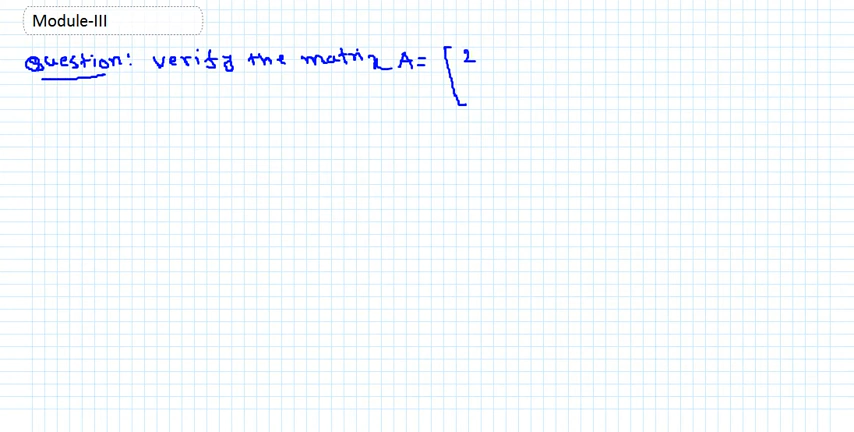 Module-III
Question: verify the matrix A= [ 2